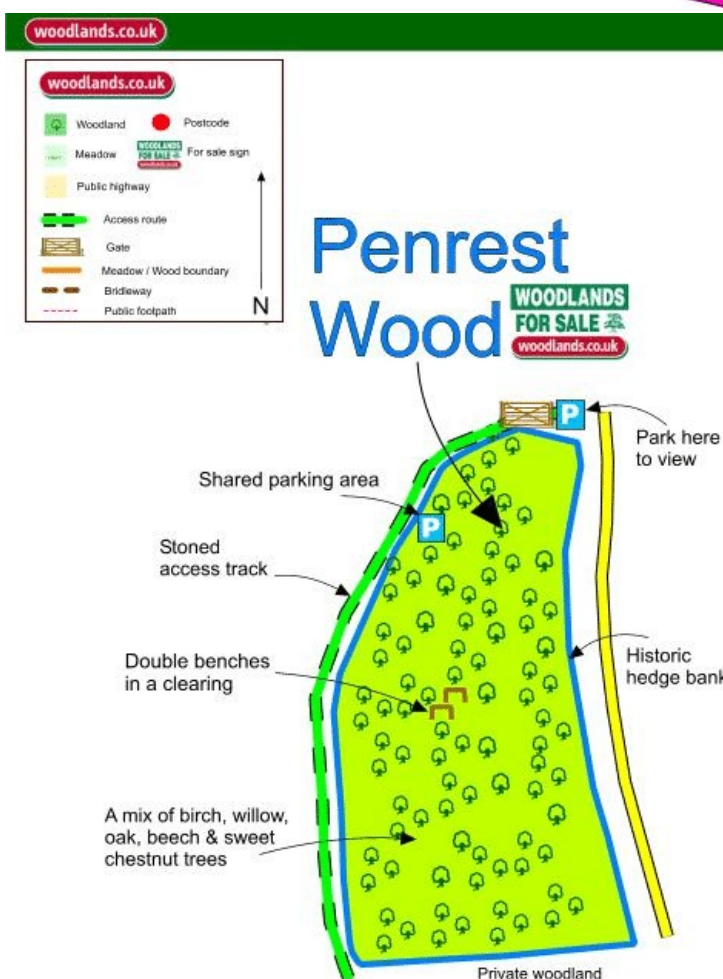 woodlands.co.uk
woodlands.co.uk
Woodland
Postcode
Meadow
WOODLANDS
FOR SALE
For sale sign
Public highway
Access route
Gate
Meadow / Wood boundary
Bridleway
Public footpath
N
Penrest
Wood
WOODLANDS
FOR SALE
woodlands.co.uk
P
Park here
to view
Shared parking area
P
Stoned
access track
Double benches
in a clearing
Historic
hedge bank
A mix of birch, willow,
oak, beech & sweet
chestnut trees
Private woodland